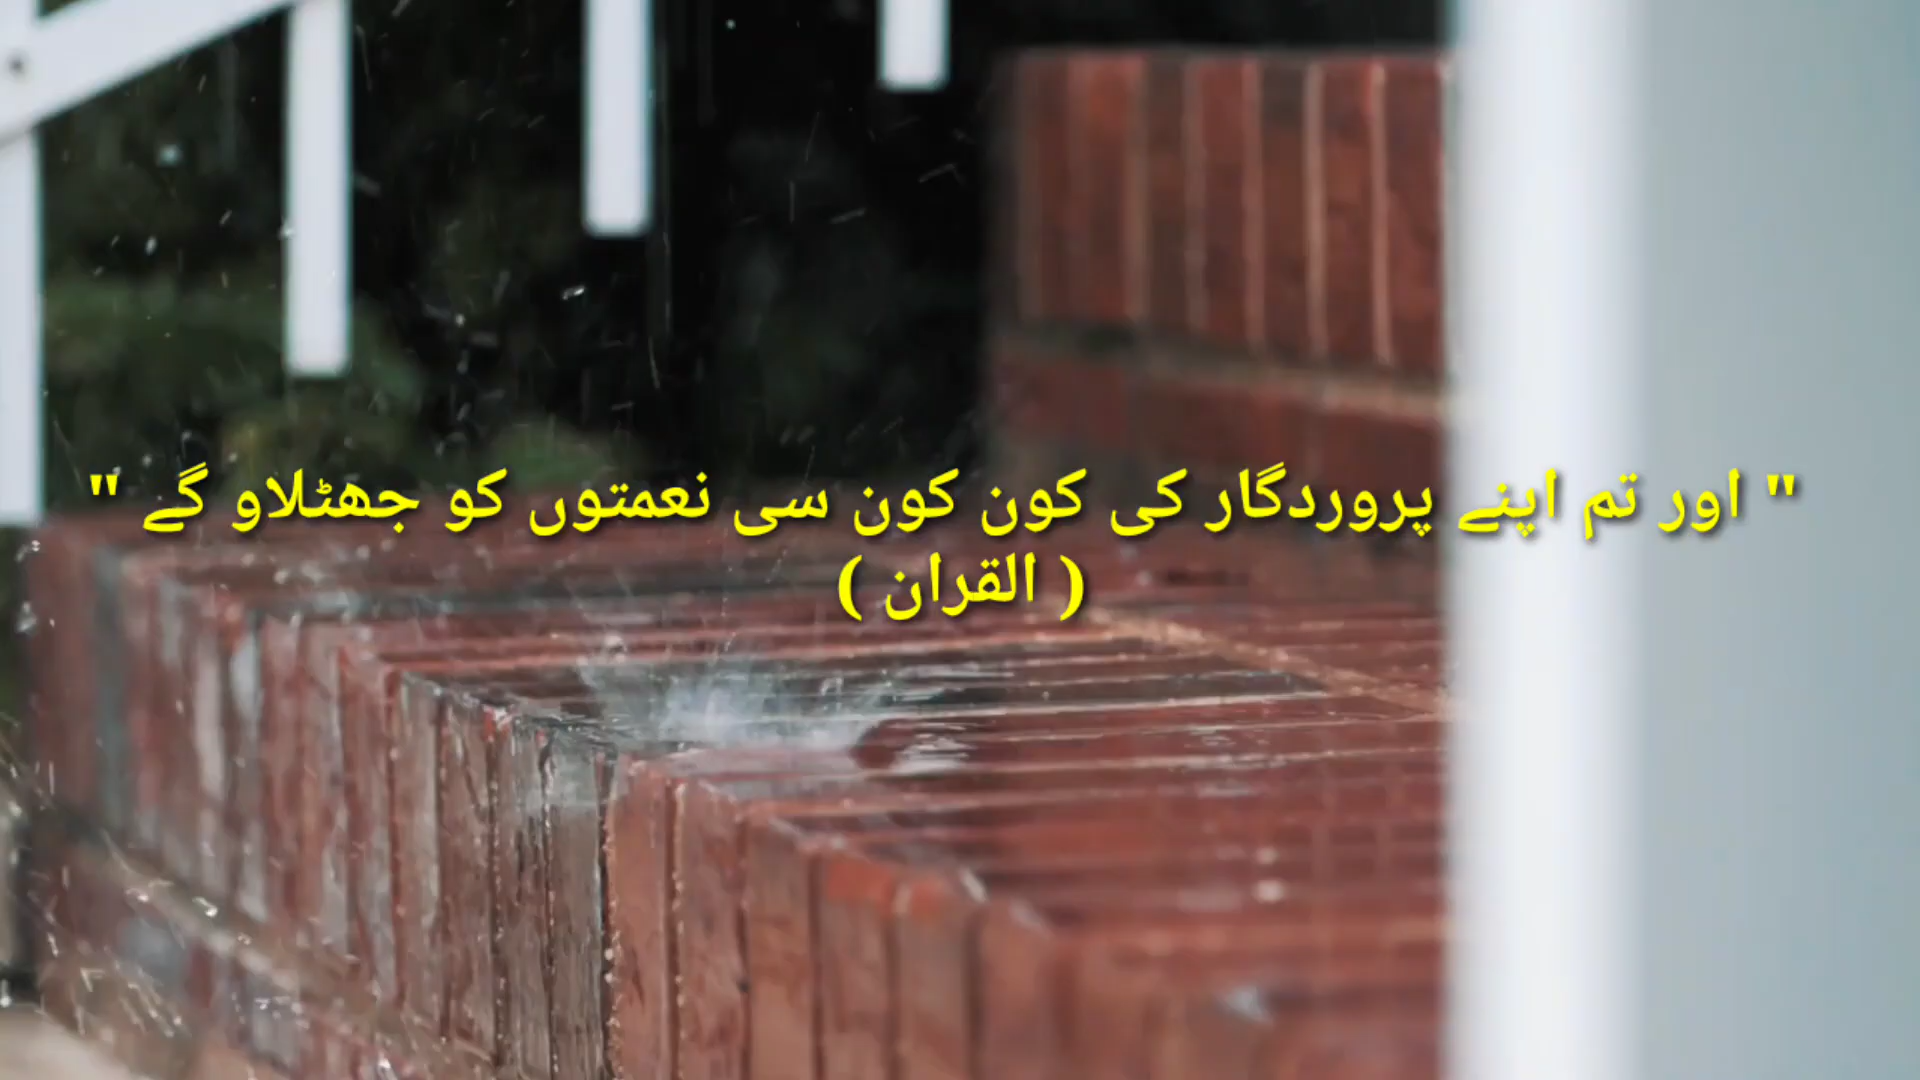 " اور تم اپنے پروردگار کی کون کون سی نعمتوں کو جھٹلاو گے "
( القران )